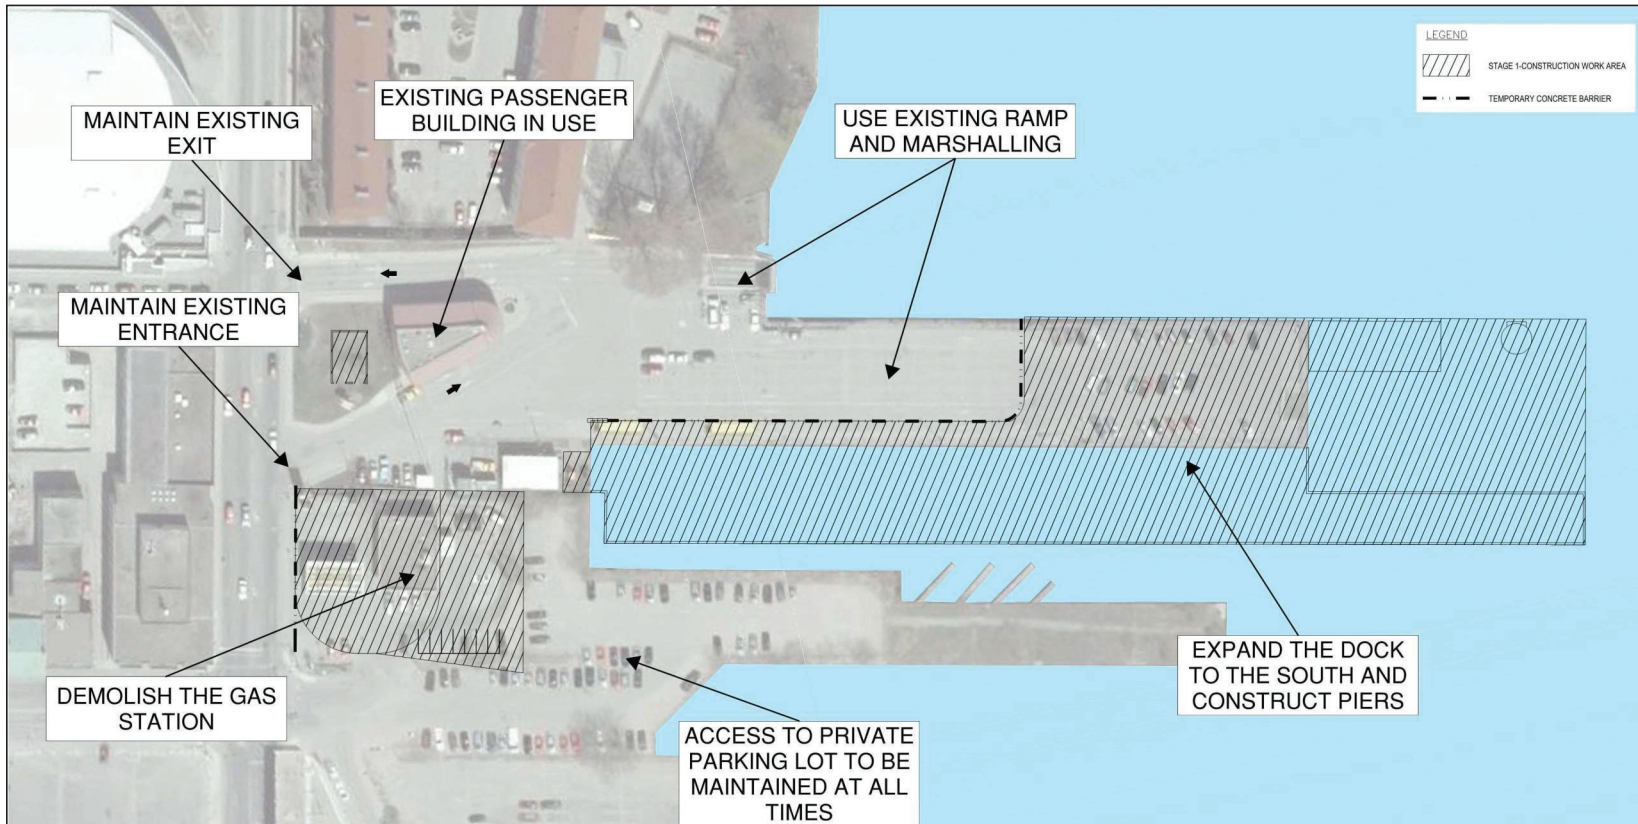 LEGEND
STAGE 1-CONSTRUCTION WORK AREA
TEMPORARY CONCRETE BARRIER
MAINTAIN EXISTING
EXIT
EXISTING PASSENGER
BUILDING IN USE
USE EXISTING RAMP
AND MARSHALLING
MAINTAIN EXISTING
ENTRANCE
DEMOLISH THE GAS
STATION
EXPAND THE DOCK
TO THE SOUTH AND
CONSTRUCT PIERS
ACCESS TO PRIVATE
PARKING LOT TO BE
MAINTAINED AT ALL
TIMES